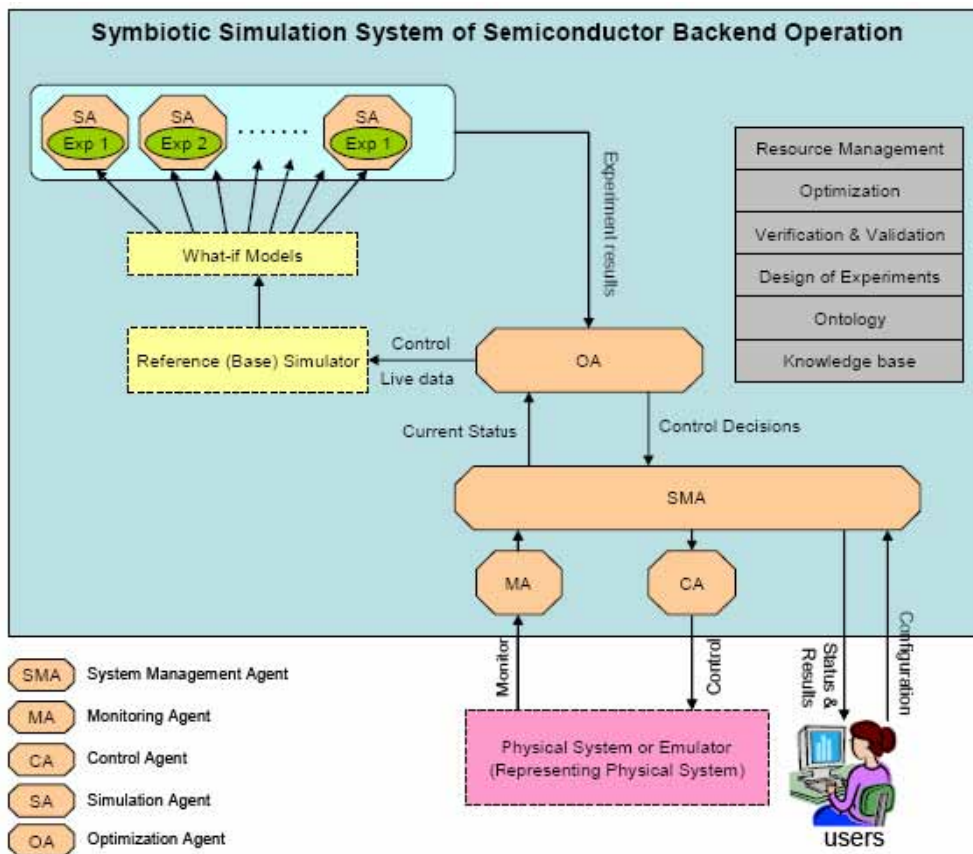 Symbiotic Simulation System of Semiconductor Backend Operation
SA
Exp 1
SA
Exp 2
.......
SA
Exp 1
What-if Models
Reference (Base) Simulator
Experiment results
Resource Management
Optimization
Verification & Validation
Design of Experiments
Ontology
Knowledge base
Control
Live data
OA
Current Status
Control Decisions
SMA
MA
CA
Monitor
Control
Status &
Results
Configuration
Physical System or Emulator
(Representing Physical System)
users
SMA
System Management Agent
MA
Monitoring Agent
CA
Control Agent
SA
Simulation Agent
OA
Optimization Agent